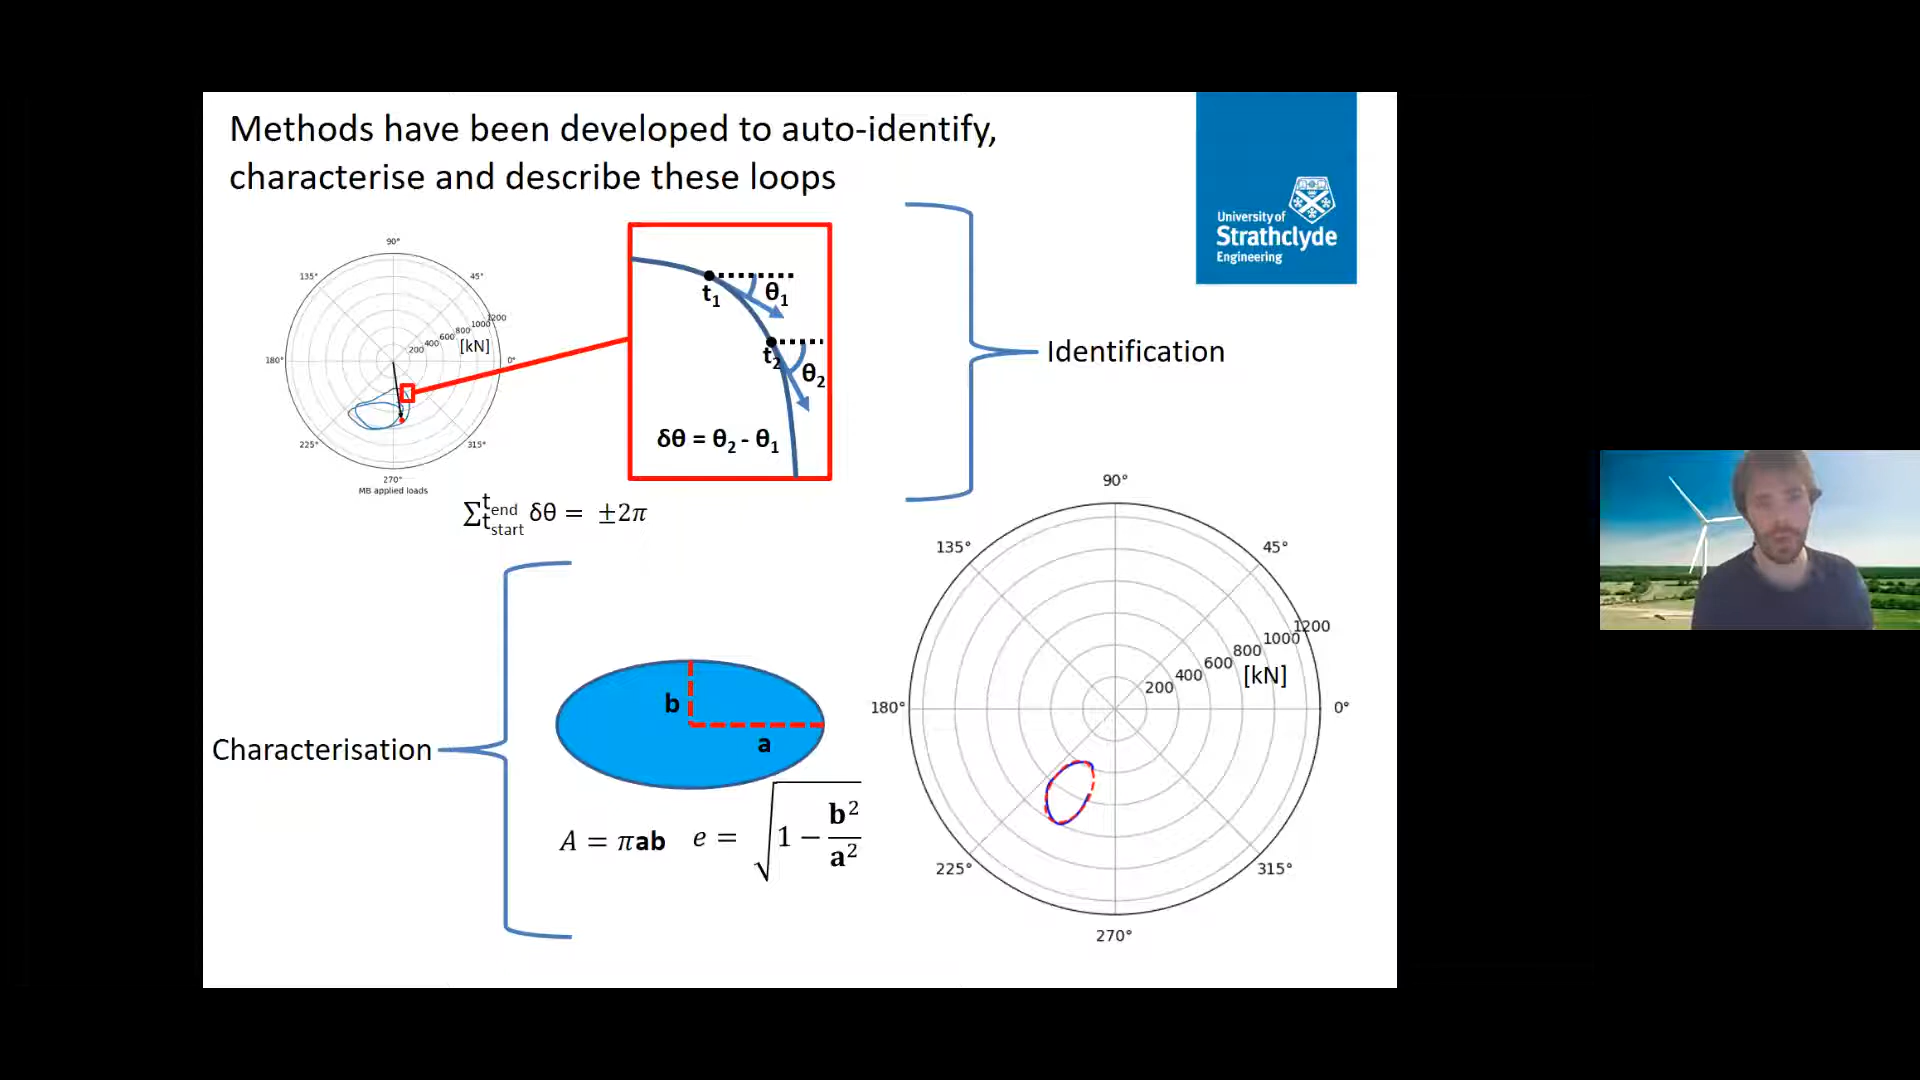 Methods have been developed to auto-identify,
characterise and describe these loops
University of
Strathclyde
Engineering
90°
135°
45°
1200
1000
800
600
400
200
[kN]
180°
0°
225°
315°
270°
MB applied loads
t₁
θ₁
t₂
θ₂
δθ = θ₂ - θ₁
Identification
∑ t_start t_end δθ = ±2π
Characterisation
b
a
A = πab
e = √(1 − b²/a²)
90°
135°
45°
1200
1000
800
600
400
200
[kN]
180°
0°
225°
315°
270°